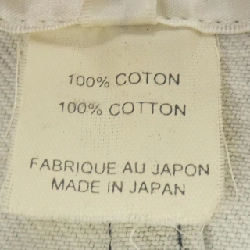 100% COTON
100% COTTON
FABRIQUE AU JAPON
MADE IN JAPAN